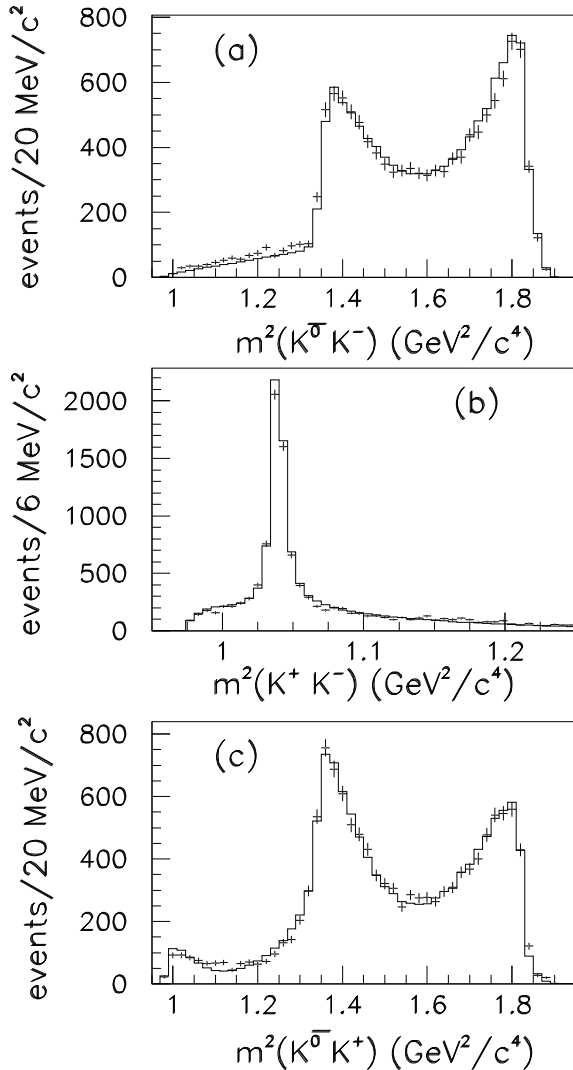 (a)
events/20 MeV/c²
800
600
400
200
0
1 1.2 1.4 1.6 1.8
m²(K̅⁰ K⁻) (GeV²/c⁴)
(b)
events/6 MeV/c²
2000
1500
1000
500
0
1 1.1 1.2
m²(K⁺ K⁻) (GeV²/c⁴)
(c)
events/20 MeV/c²
800
600
400
200
0
1 1.2 1.4 1.6 1.8
m²(K̅⁰ K⁺) (GeV²/c⁴)